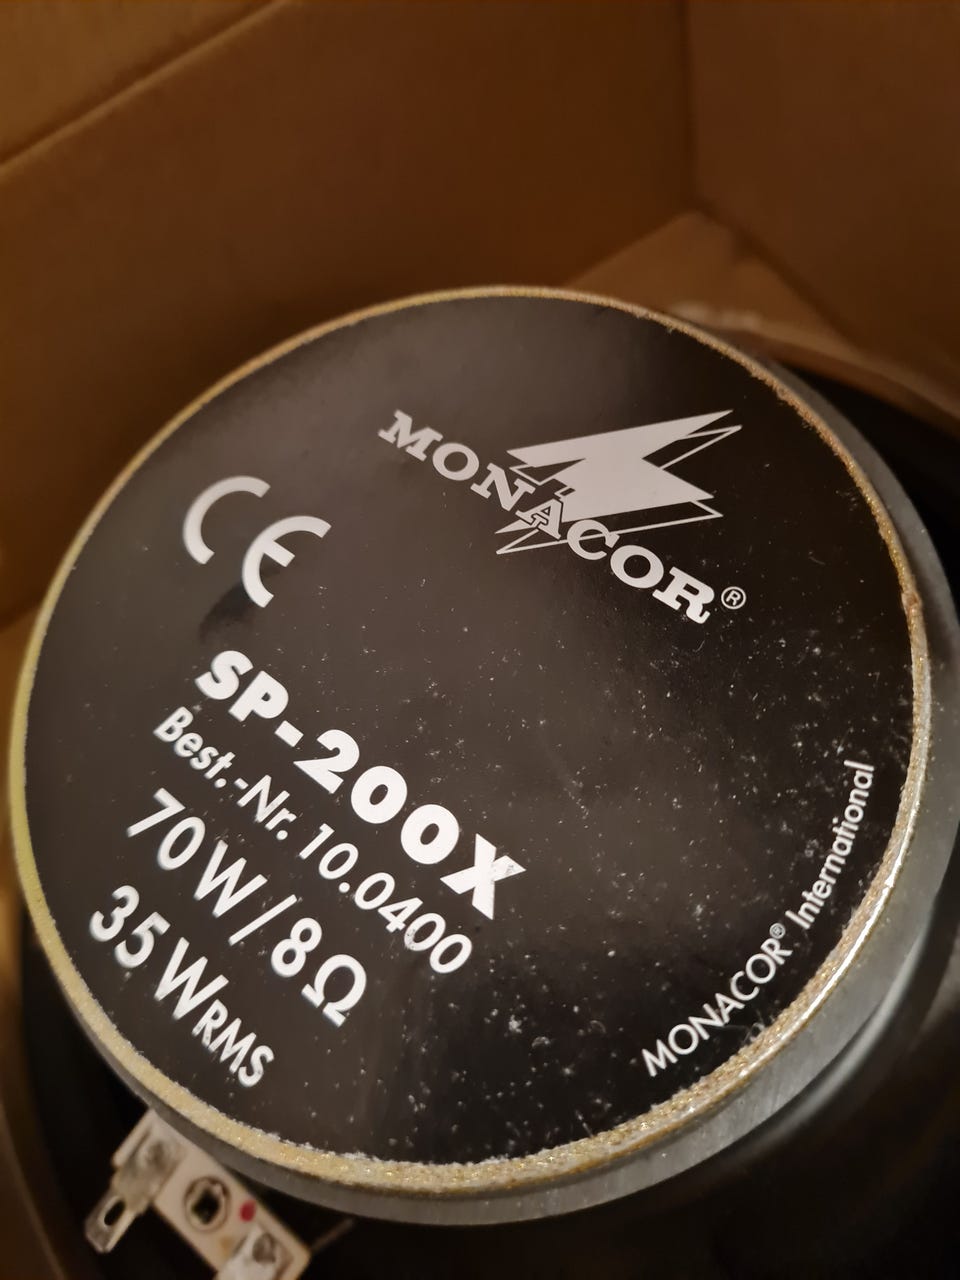 MONACOR®
CE
SP-200X
Best.-Nr. 10.0400
70W/8Ω
35WRMS
MONACOR® International